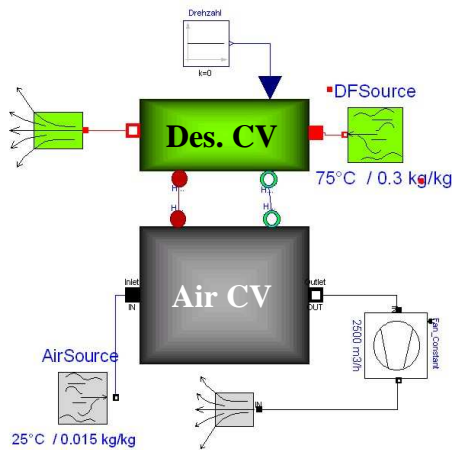 Drehzahl
k=0
DFSource
Des. CV
75°C / 0.3 kg/kg
H...
H...
H...
H...
Air CV
Inlet
IN
Outlet
OUT
Fan_Constant
2500 m3/h
IN
AirSource
25°C / 0.015 kg/kg
IN